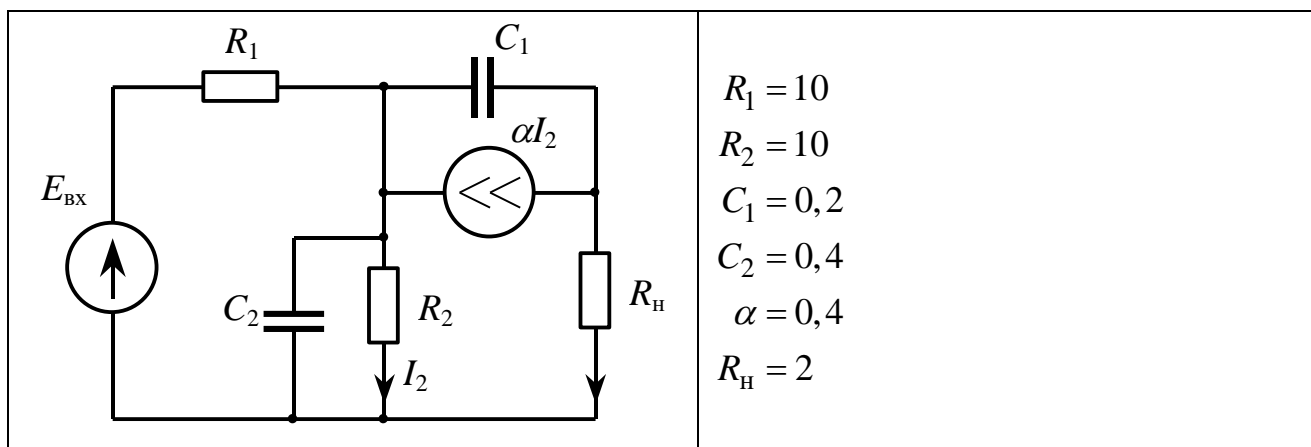 R₁
C₁
αI₂
Eвх
C₂
R₂
Rн
I₂
R₁ = 10
R₂ = 10
C₁ = 0,2
C₂ = 0,4
α = 0,4
Rн = 2